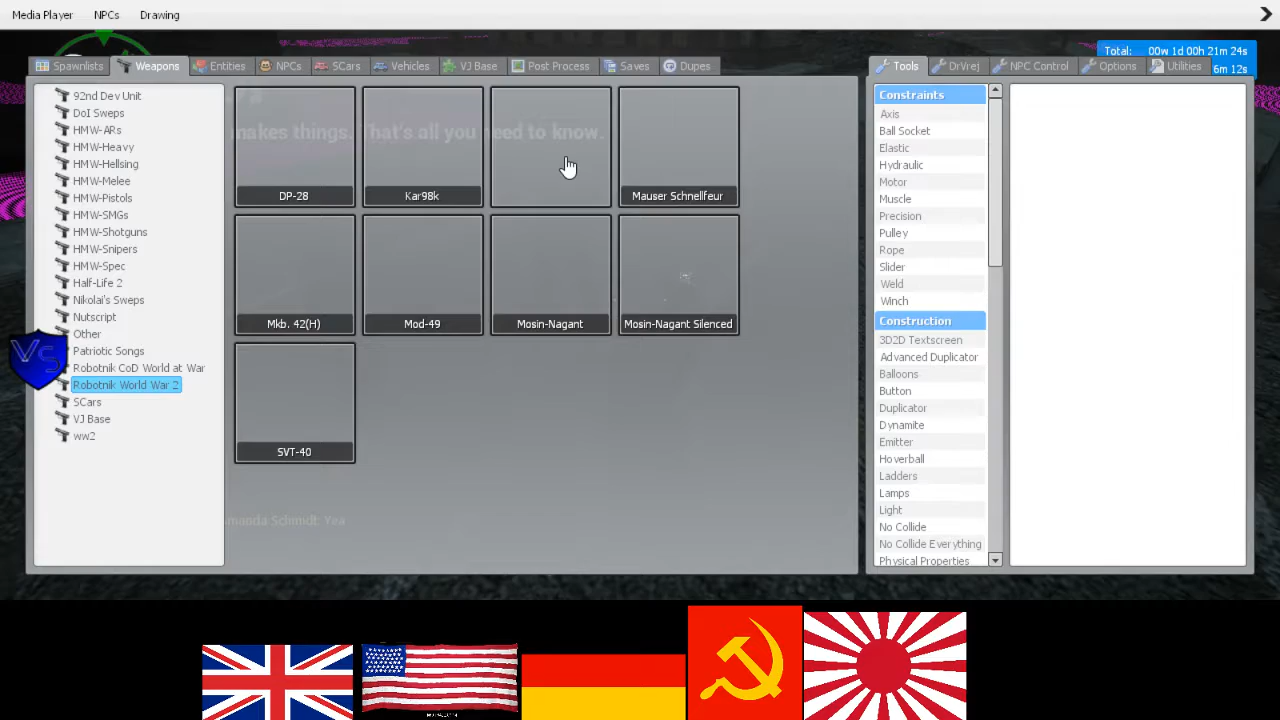 Media Player NPCs Drawing
Total: 00w 1d 00h 21m 24s
6m 12s
Spawnlists Weapons Entities NPCs SCars Vehicles VJ Base Post Process Saves Dupes
Tools DrVrej NPC Control Options Utilities
92nd Dev Unit
DoI Sweps
HMW-ARs
HMW-Heavy
HMW-Hellsing
HMW-Melee
HMW-Pistols
HMW-SMGs
HMW-Shotguns
HMW-Snipers
HMW-Spec
Half-Life 2
Nikolai's Sweps
Nutscript
Other
Patriotic Songs
Robotnik CoD World at War
Robotnik World War 2
SCars
VJ Base
ww2
VS
makes things. That's all you need to know.
DP-28
Kar98k
Mauser Schnellfeur
Mkb. 42(H)
Mod-49
Mosin-Nagant
Mosin-Nagant Silenced
SVT-40
Amanda Schmidt: Yea
Constraints
Axis
Ball Socket
Elastic
Hydraulic
Motor
Muscle
Precision
Pulley
Rope
Slider
Weld
Winch
Construction
3D2D Textscreen
Advanced Duplicator
Balloons
Button
Duplicator
Dynamite
Emitter
Hoverball
Ladders
Lamps
Light
No Collide
No Collide Everything
Physical Properties